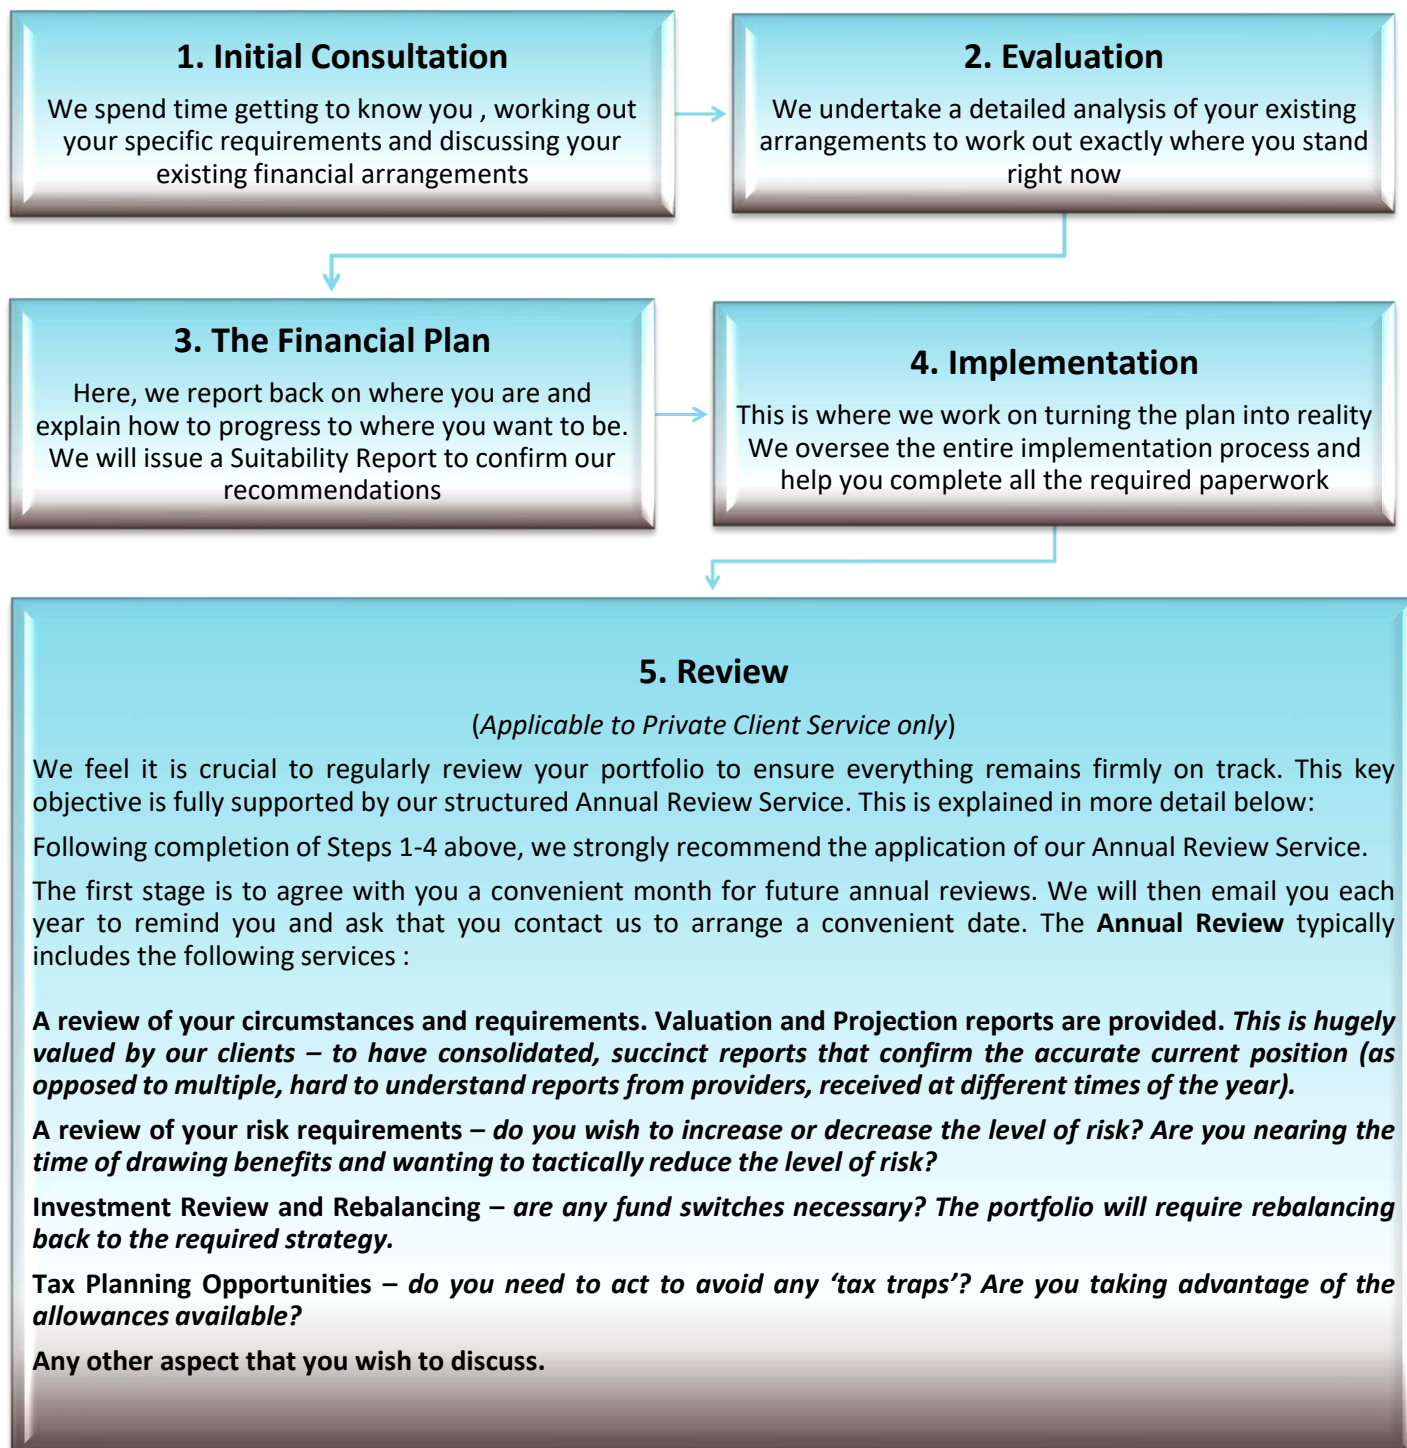 1. Initial Consultation
We spend time getting to know you , working out
your specific requirements and discussing your
existing financial arrangements
2. Evaluation
We undertake a detailed analysis of your existing
arrangements to work out exactly where you stand
right now
3. The Financial Plan
Here, we report back on where you are and
explain how to progress to where you want to be.
We will issue a Suitability Report to confirm our
recommendations
4. Implementation
This is where we work on turning the plan into reality
We oversee the entire implementation process and
help you complete all the required paperwork
5. Review
(Applicable to Private Client Service only)
We feel it is crucial to regularly review your portfolio to ensure everything remains firmly on track. This key
objective is fully supported by our structured Annual Review Service. This is explained in more detail below:
Following completion of Steps 1-4 above, we strongly recommend the application of our Annual Review Service.
The first stage is to agree with you a convenient month for future annual reviews. We will then email you each
year to remind you and ask that you contact us to arrange a convenient date. The Annual Review typically
includes the following services :
A review of your circumstances and requirements. Valuation and Projection reports are provided. This is hugely
valued by our clients – to have consolidated, succinct reports that confirm the accurate current position (as
opposed to multiple, hard to understand reports from providers, received at different times of the year).
A review of your risk requirements – do you wish to increase or decrease the level of risk? Are you nearing the
time of drawing benefits and wanting to tactically reduce the level of risk?
Investment Review and Rebalancing – are any fund switches necessary? The portfolio will require rebalancing
back to the required strategy.
Tax Planning Opportunities – do you need to act to avoid any ‘tax traps’? Are you taking advantage of the
allowances available?
Any other aspect that you wish to discuss.